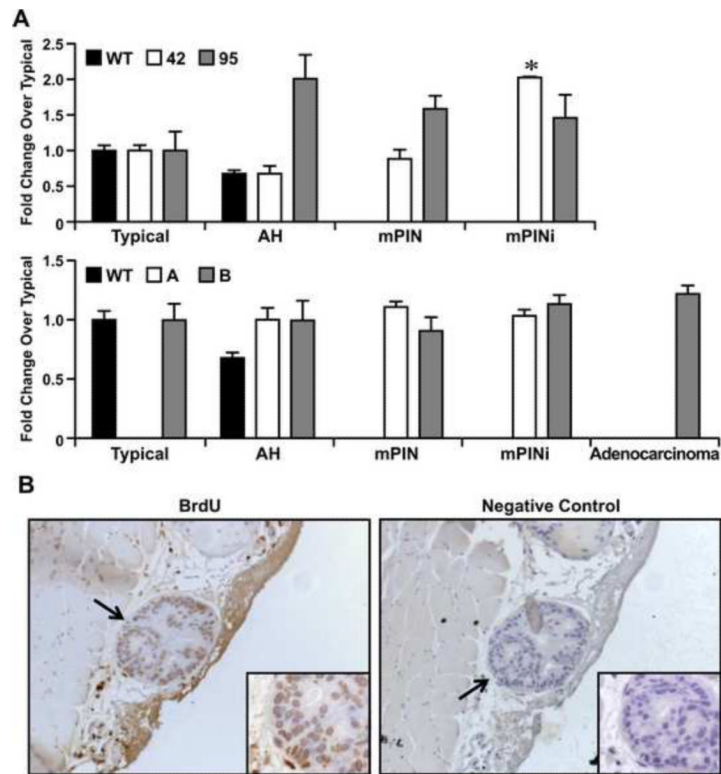 A
Fold Change Over Typical
2.5
2.0
1.5
1.0
0.5
0
WT 42 95
*
Typical AH mPIN mPINi
Fold Change Over Typical
1.5
1.0
0.5
0
WT A B
Typical AH mPIN mPINi Adenocarcinoma
B
BrdU Negative Control